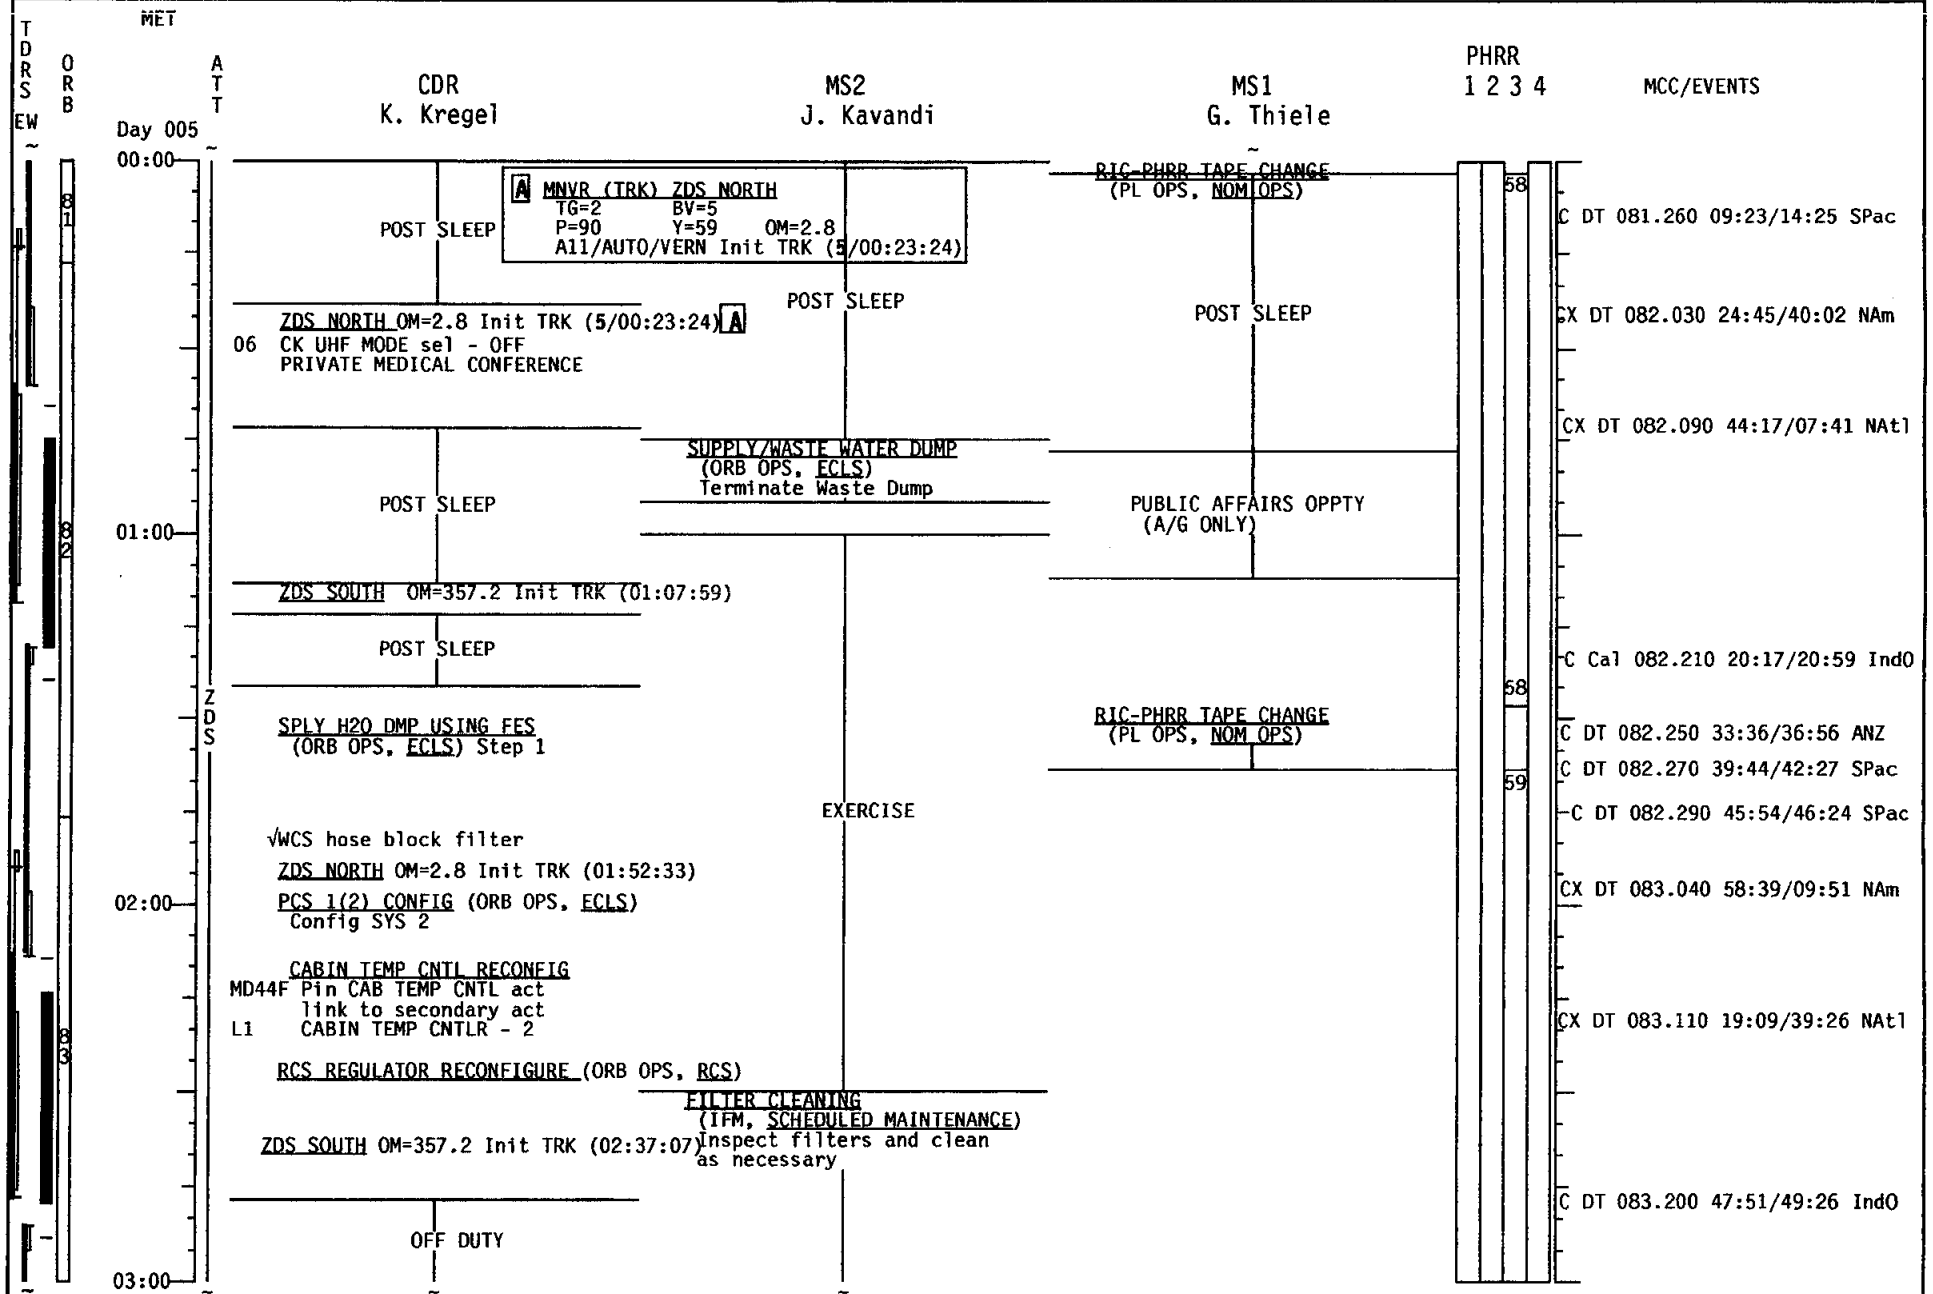 MET
TDRS
EW
ORB
ATT
CDR
K. Kregel
MS2
J. Kavandi
MS1
G. Thiele
PHRR
1 2 3 4
MCC/EVENTS
Day 005
00:00
81
POST SLEEP
A MNVR (TRK) ZDS NORTH
TG=2 BV=5
P=90 Y=59 OM=2.8
All/AUTO/VERN Init TRK (5/00:23:24)
RIC-PHRR TAPE CHANGE
(PL OPS, NOM OPS)
58
C DT 081.260 09:23/14:25 SPac
POST SLEEP
POST SLEEP
ZDS NORTH OM=2.8 Init TRK (5/00:23:24) A
06 CK UHF MODE sel - OFF
PRIVATE MEDICAL CONFERENCE
CX DT 082.030 24:45/40:02 NAm
CX DT 082.090 44:17/07:41 NAtl
SUPPLY/WASTE WATER DUMP
(ORB OPS, ECLS)
Terminate Waste Dump
POST SLEEP
PUBLIC AFFAIRS OPPTY
(A/G ONLY)
01:00
82
ZDS SOUTH OM=357.2 Init TRK (01:07:59)
POST SLEEP
C Cal 082.210 20:17/20:59 IndO
58
ZDS
SPLY H2O DMP USING FES
(ORB OPS, ECLS) Step 1
RIC-PHRR TAPE CHANGE
(PL OPS, NOM OPS)
C DT 082.250 33:36/36:56 ANZ
C DT 082.270 39:44/42:27 SPac
59
EXERCISE
C DT 082.290 45:54/46:24 SPac
√WCS hose block filter
ZDS NORTH OM=2.8 Init TRK (01:52:33)
CX DT 083.040 58:39/09:51 NAm
02:00
PCS 1(2) CONFIG (ORB OPS, ECLS)
Config SYS 2
CABIN TEMP CNTL RECONFIG
MD44F Pin CAB TEMP CNTL act
link to secondary act
L1 CABIN TEMP CNTLR - 2
83
CX DT 083.110 19:09/39:26 NAtl
RCS REGULATOR RECONFIGURE (ORB OPS, RCS)
FILTER CLEANING
(IFM, SCHEDULED MAINTENANCE)
Inspect filters and clean
as necessary
ZDS SOUTH OM=357.2 Init TRK (02:37:07)
C DT 083.200 47:51/49:26 IndO
OFF DUTY
03:00